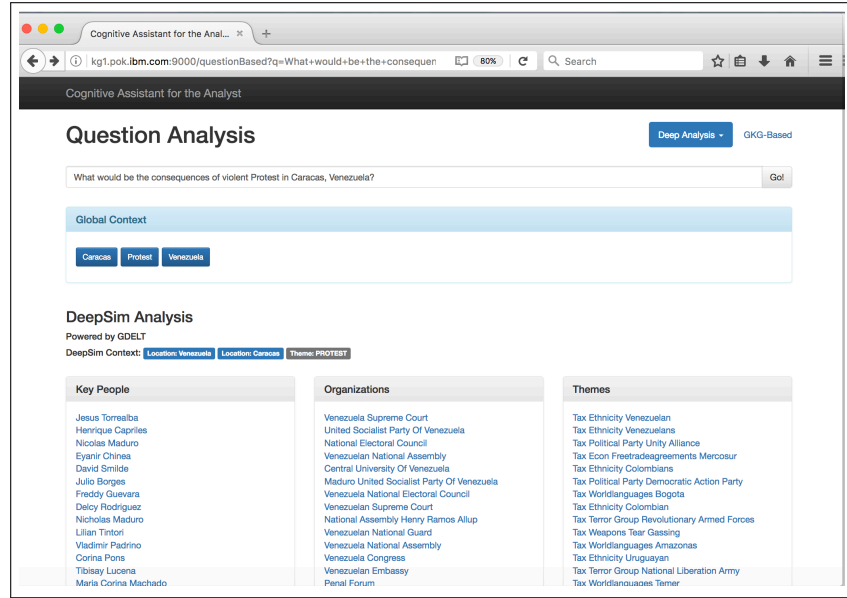 Cognitive Assistant for the Anal...
kg1.pok.ibm.com:9000/questionBased?q=What+would+be+the+consequen
80%
Search
Cognitive Assistant for the Analyst
Question Analysis
Deep Analysis
GKG-Based
What would be the consequences of violent Protest in Caracas, Venezuela?
Go!
Global Context
Caracas
Protest
Venezuela
DeepSim Analysis
Powered by GDELT
DeepSim Context: Location: Venezuela Location: Caracas Theme: PROTEST
Key People
Jesus Torrealba
Henrique Capriles
Nicolas Maduro
Eyanir Chinea
David Smilde
Julio Borges
Freddy Guevara
Delcy Rodriguez
Nicholas Maduro
Lilian Tintori
Vladimir Padrino
Corina Pons
Tibisay Lucena
Maria Corina Machado
Organizations
Venezuela Supreme Court
United Socialist Party Of Venezuela
National Electoral Council
Venezuelan National Assembly
Central University Of Venezuela
Maduro United Socialist Party Of Venezuela
Venezuela National Electoral Council
Venezuelan Supreme Court
National Assembly Henry Ramos Allup
Venezuelan National Guard
Venezuela National Assembly
Venezuela Congress
Venezuelan Embassy
Penal Forum
Themes
Tax Ethnicity Venezuelan
Tax Ethnicity Venezuelans
Tax Political Party Unity Alliance
Tax Econ Freetradeagreements Mercosur
Tax Ethnicity Colombians
Tax Political Party Democratic Action Party
Tax Worldlanguages Bogota
Tax Ethnicity Colombian
Tax Terror Group Revolutionary Armed Forces
Tax Weapons Tear Gassing
Tax Worldlanguages Amazonas
Tax Ethnicity Uruguayan
Tax Terror Group National Liberation Army
Tax Worldlanguages Temer